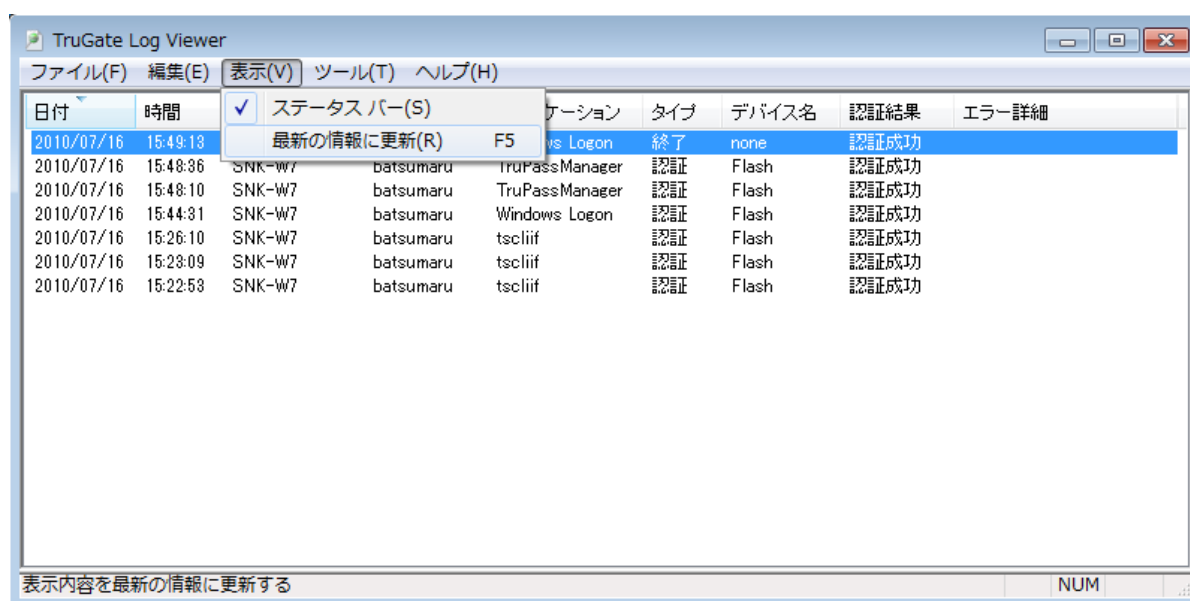 TruGate Log Viewer
ファイル(F) 編集(E) 表示(V) ツール(T) ヘルプ(H)
ステータス バー(S)
最新の情報に更新(R) F5
日付 時間 ケーション タイプ デバイス名 認証結果 エラー詳細
2010/07/16 15:49:13 Logon 終了 none 認証成功
2010/07/16 15:48:36 SNK-W7 batsumaru TruPassManager 認証 Flash 認証成功
2010/07/16 15:48:10 SNK-W7 batsumaru TruPassManager 認証 Flash 認証成功
2010/07/16 15:44:31 SNK-W7 batsumaru Windows Logon 認証 Flash 認証成功
2010/07/16 15:26:10 SNK-W7 batsumaru tscliif 認証 Flash 認証成功
2010/07/16 15:23:09 SNK-W7 batsumaru tscliif 認証 Flash 認証成功
2010/07/16 15:22:53 SNK-W7 batsumaru tscliif 認証 Flash 認証成功
表示内容を最新の情報に更新する NUM